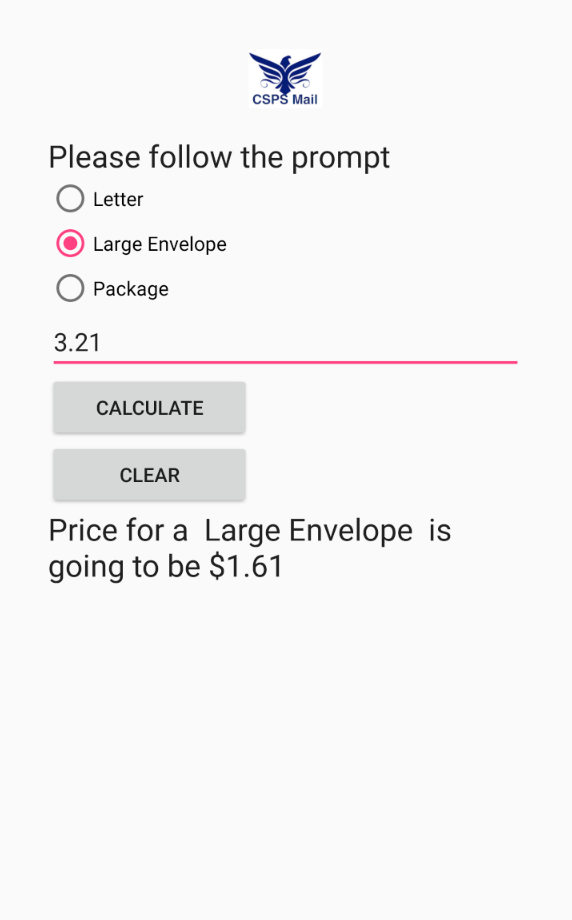 CSPS Mail
Please follow the prompt
Letter
Large Envelope
Package
3.21
CALCULATE
CLEAR
Price for a  Large Envelope  is
going to be $1.61